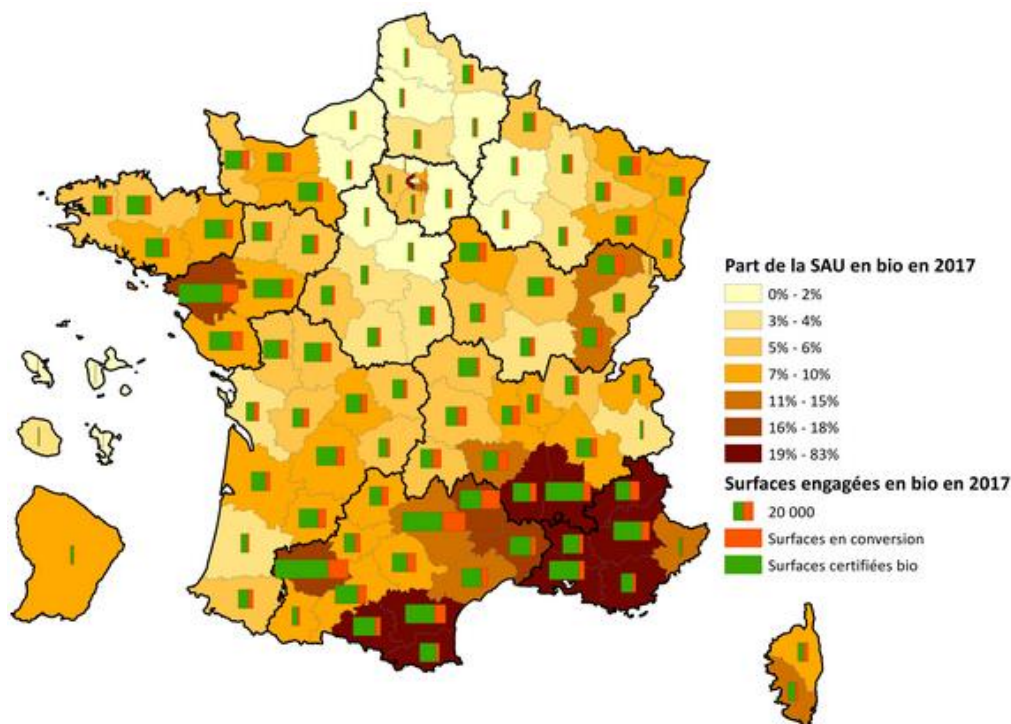 Part de la SAU en bio en 2017
0% - 2%
3% - 4%
5% - 6%
7% - 10%
11% - 15%
16% - 18%
19% - 83%
Surfaces engagées en bio en 2017
20 000
Surfaces en conversion
Surfaces certifiées bio